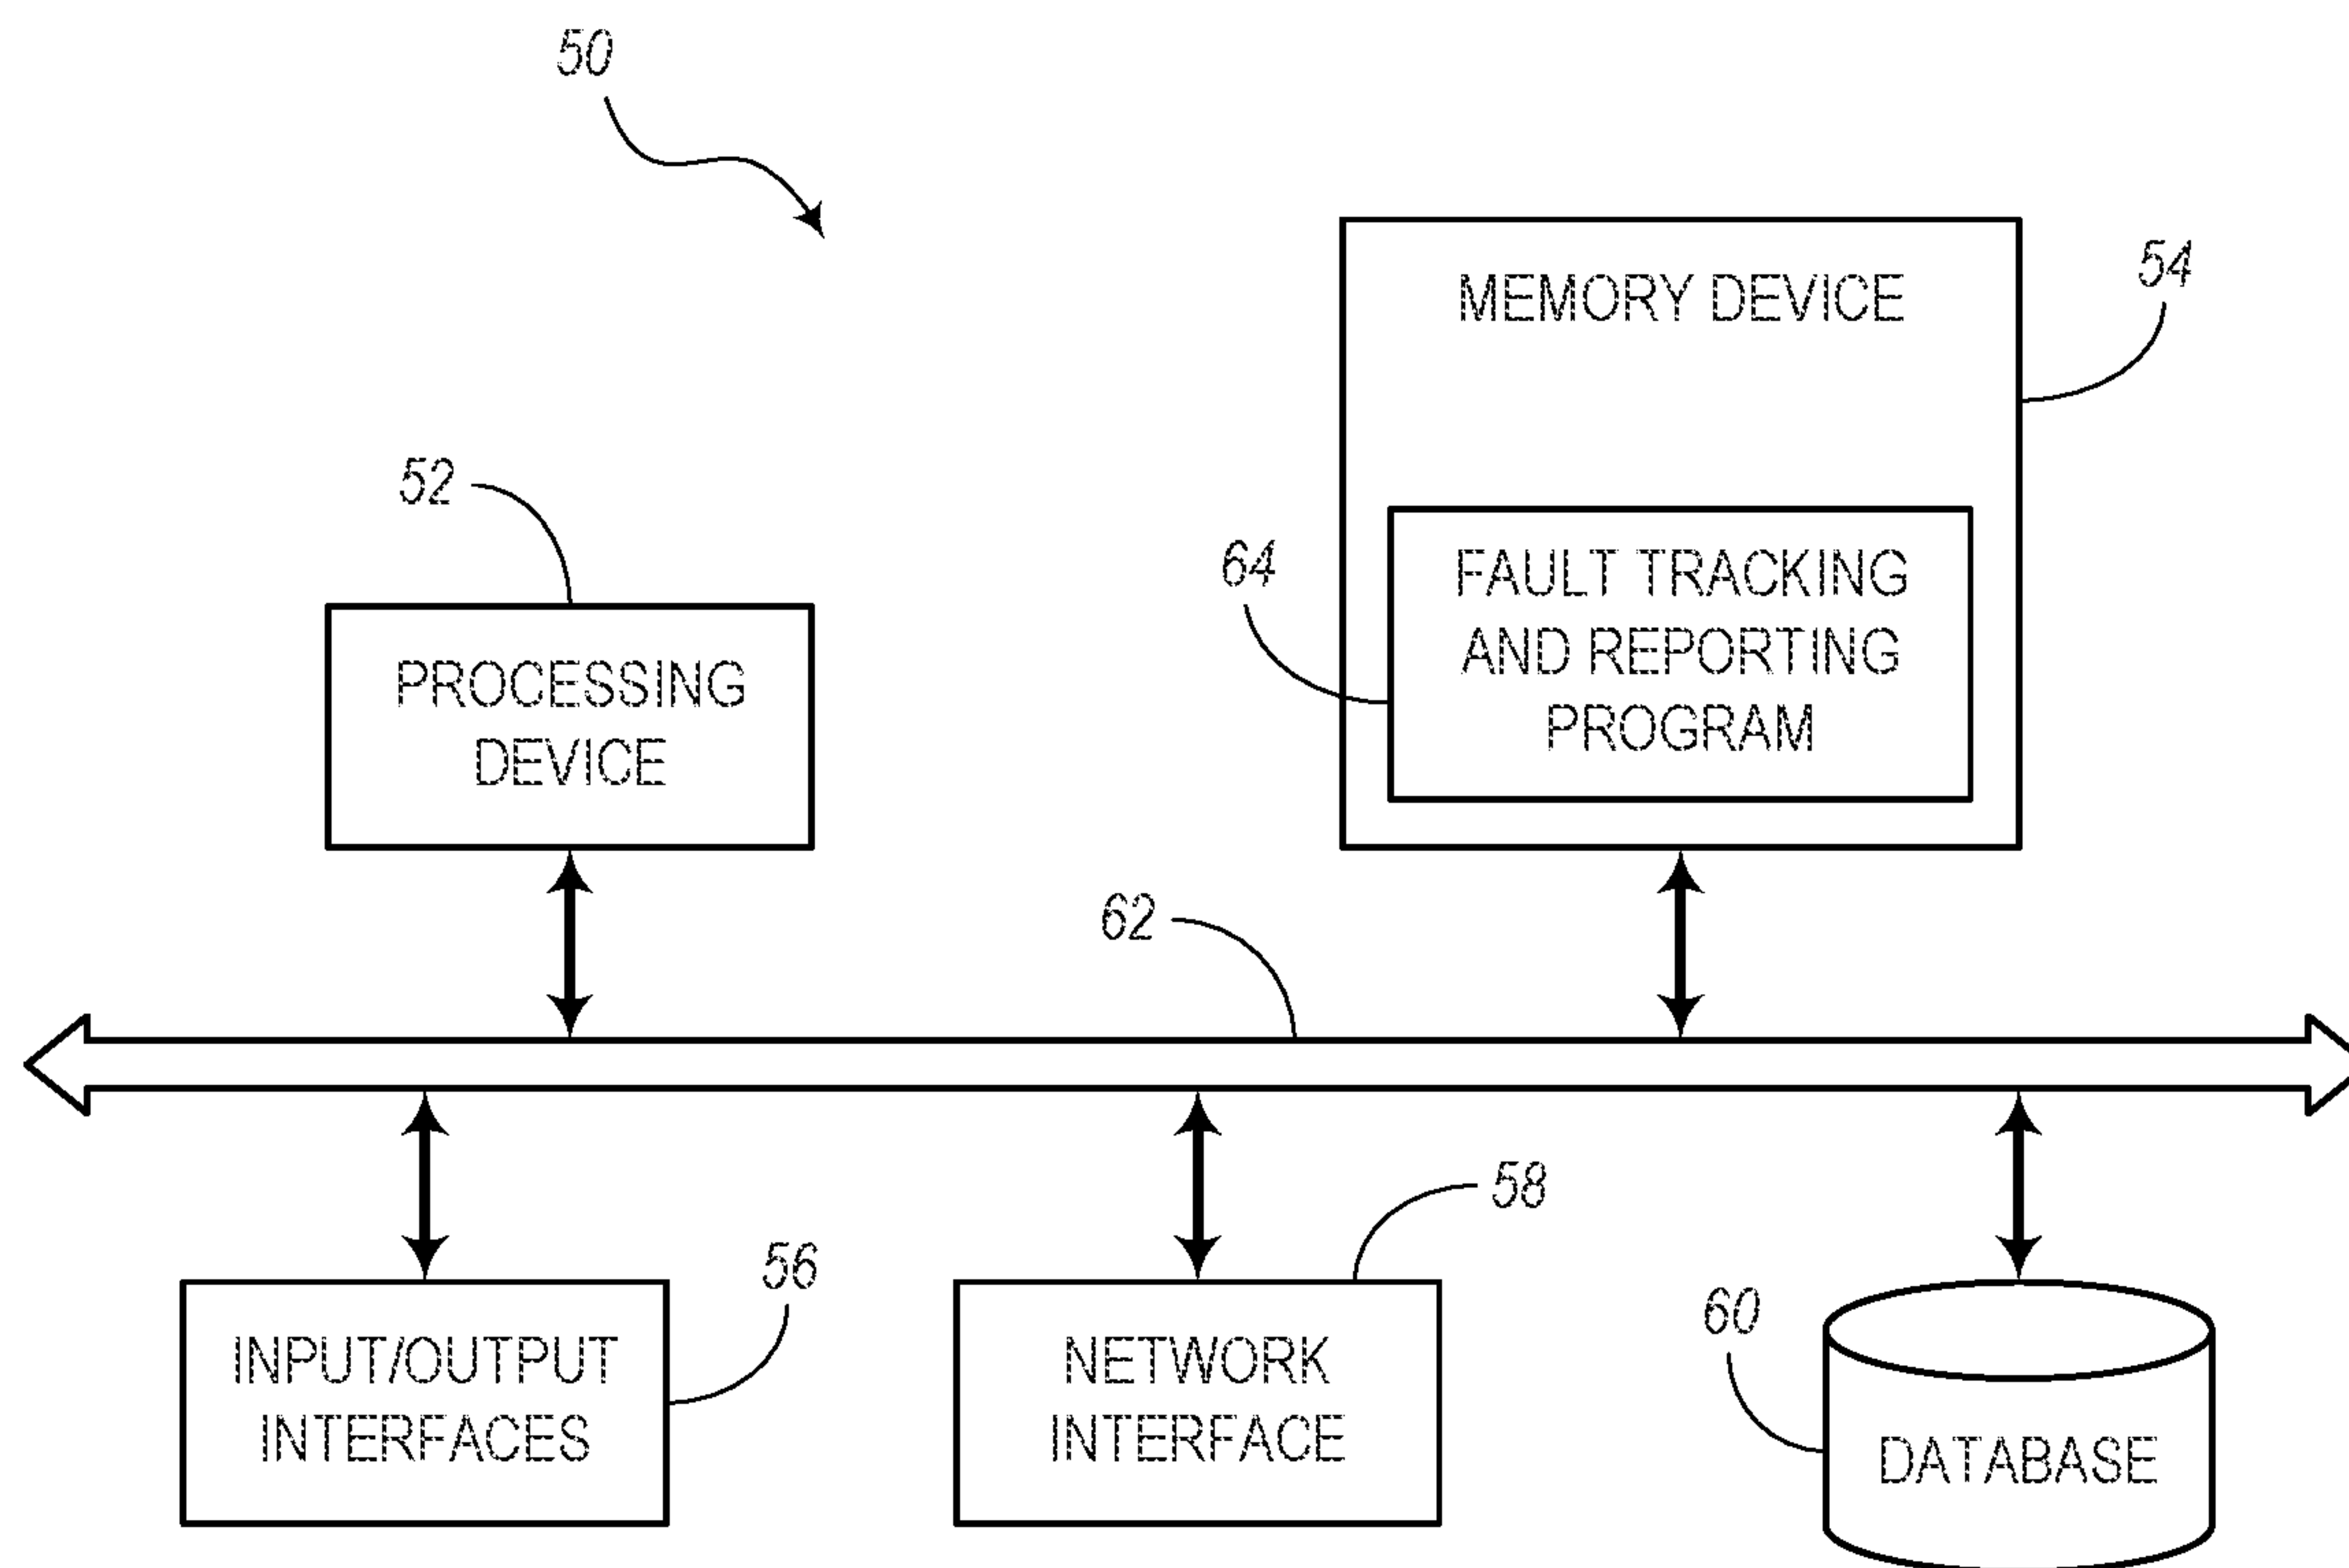 50
MEMORY DEVICE
54
52
64
FAULT TRACKING
AND REPORTING
PROGRAM
PROCESSING
DEVICE
62
58
56
60
INPUT/OUTPUT
INTERFACES
NETWORK
INTERFACE
DATABASE